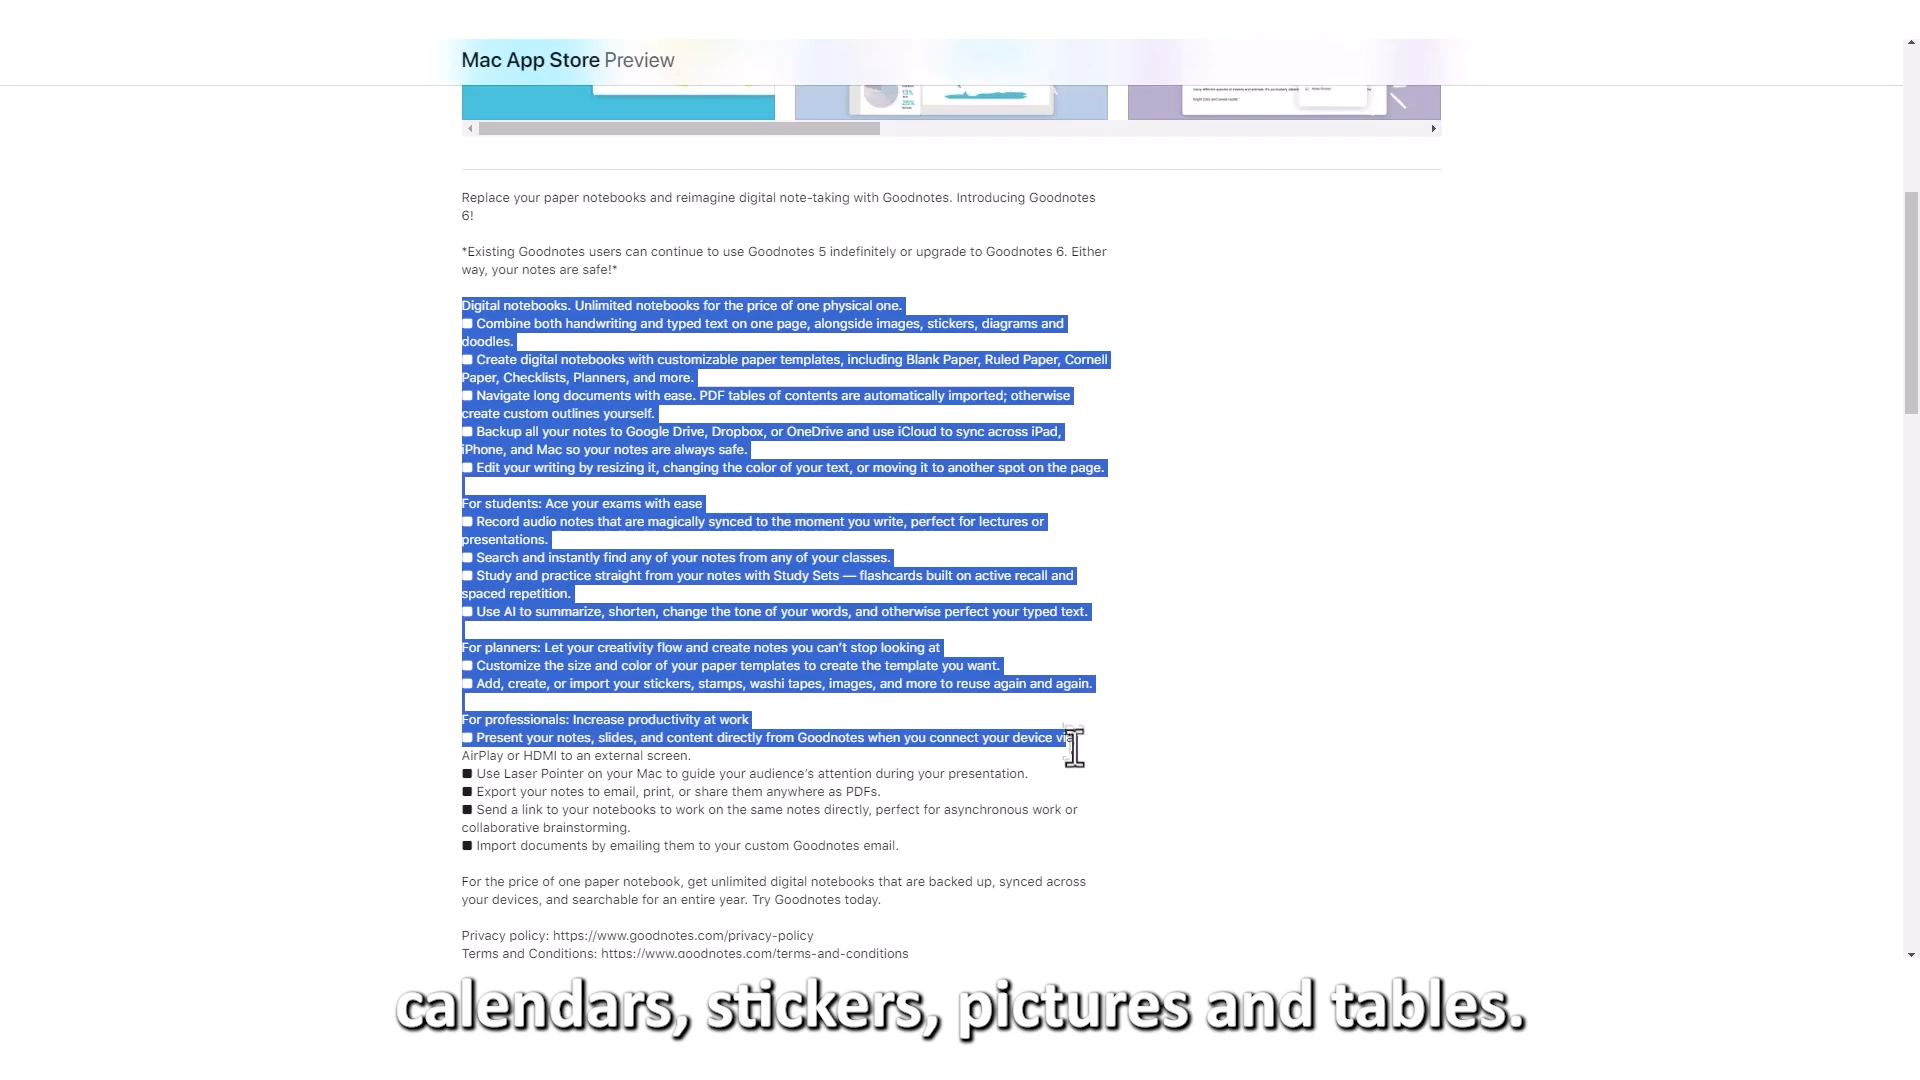 Mac App Store Preview
Replace your paper notebooks and reimagine digital note-taking with Goodnotes. Introducing Goodnotes
6!
*Existing Goodnotes users can continue to use Goodnotes 5 indefinitely or upgrade to Goodnotes 6. Either
way, your notes are safe!*
Digital notebooks. Unlimited notebooks for the price of one physical one.
■ Combine both handwriting and typed text on one page, alongside images, stickers, diagrams and
doodles.
■ Create digital notebooks with customizable paper templates, including Blank Paper, Ruled Paper, Cornell
Paper, Checklists, Planners, and more.
■ Navigate long documents with ease. PDF tables of contents are automatically imported; otherwise
create custom outlines yourself.
■ Backup all your notes to Google Drive, Dropbox, or OneDrive and use iCloud to sync across iPad,
iPhone, and Mac so your notes are always safe.
■ Edit your writing by resizing it, changing the color of your text, or moving it to another spot on the page.
For students: Ace your exams with ease
■ Record audio notes that are magically synced to the moment you write, perfect for lectures or
presentations.
■ Search and instantly find any of your notes from any of your classes.
■ Study and practice straight from your notes with Study Sets — flashcards built on active recall and
spaced repetition.
■ Use AI to summarize, shorten, change the tone of your words, and otherwise perfect your typed text.
For planners: Let your creativity flow and create notes you can’t stop looking at
■ Customize the size and color of your paper templates to create the template you want.
■ Add, create, or import your stickers, stamps, washi tapes, images, and more to reuse again and again.
For professionals: Increase productivity at work
■ Present your notes, slides, and content directly from Goodnotes when you connect your device via
AirPlay or HDMI to an external screen.
■ Use Laser Pointer on your Mac to guide your audience’s attention during your presentation.
■ Export your notes to email, print, or share them anywhere as PDFs.
■ Send a link to your notebooks to work on the same notes directly, perfect for asynchronous work or
collaborative brainstorming.
■ Import documents by emailing them to your custom Goodnotes email.
For the price of one paper notebook, get unlimited digital notebooks that are backed up, synced across
your devices, and searchable for an entire year. Try Goodnotes today.
Privacy policy: https://www.goodnotes.com/privacy-policy
Terms and Conditions: https://www.goodnotes.com/terms-and-conditions
calendars, stickers, pictures and tables.